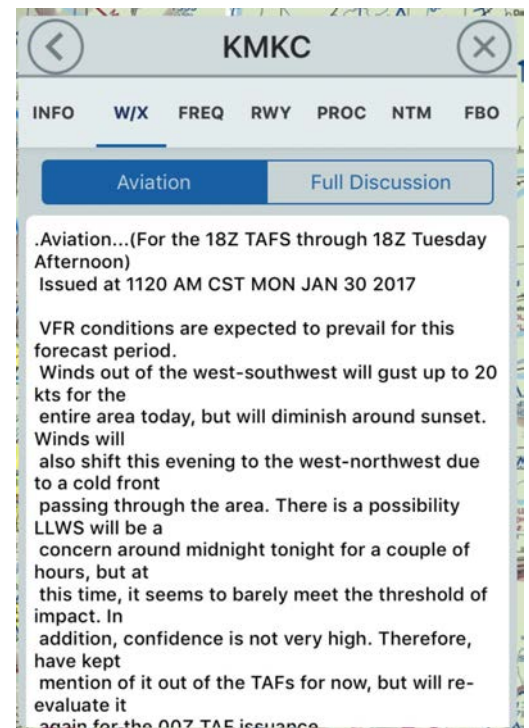 KMKC
INFO W/X FREQ RWY PROC NTM FBO
Aviation Full Discussion
.Aviation...(For the 18Z TAFS through 18Z Tuesday
Afternoon)
Issued at 1120 AM CST MON JAN 30 2017
VFR conditions are expected to prevail for this
forecast period.
Winds out of the west-southwest will gust up to 20
kts for the
entire area today, but will diminish around sunset.
Winds will
also shift this evening to the west-northwest due
to a cold front
passing through the area. There is a possibility
LLWS will be a
concern around midnight tonight for a couple of
hours, but at
this time, it seems to barely meet the threshold of
impact. In
addition, confidence is not very high. Therefore,
have kept
mention of it out of the TAFs for now, but will re-
evaluate it
again for the 00Z TAF issuance